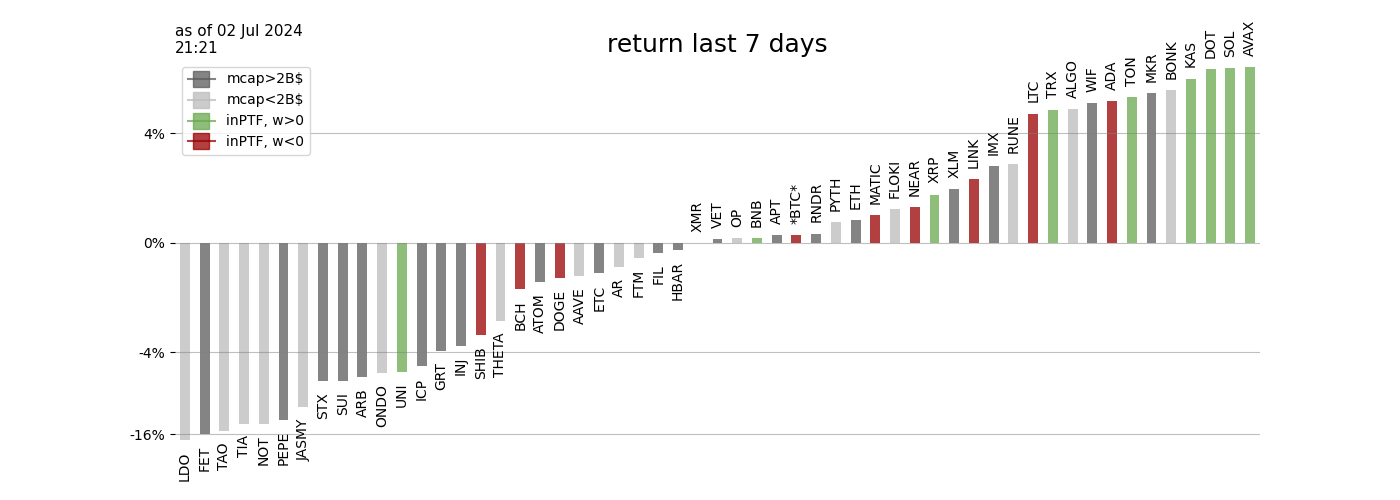 as of 02 Jul 2024
21:21
return last 7 days
mcap>2B$
mcap<2B$
inPTF, w>0
inPTF, w<0
4%
0%
-4%
-16%
LDO
FET
TAO
TIA
NOT
PEPE
JASMY
STX
SUI
ARB
ONDO
UNI
ICP
GRT
INJ
SHIB
THETA
BCH
ATOM
DOGE
AAVE
ETC
AR
FTM
FIL
HBAR
XMR
VET
OP
BNB
APT
*BTC*
RNDR
PYTH
ETH
MATIC
FLOKI
NEAR
XRP
XLM
LINK
IMX
RUNE
LTC
TRX
ALGO
WIF
ADA
TON
MKR
BONK
KAS
DOT
SOL
AVAX